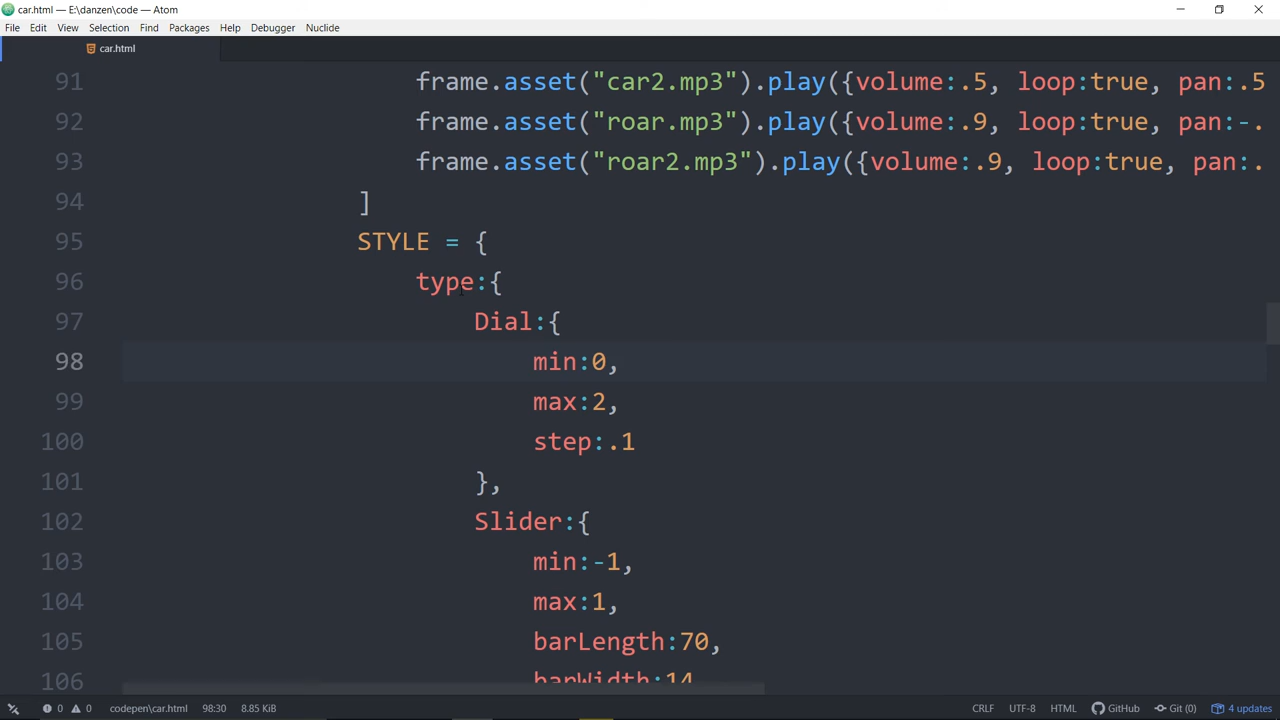 car.html — E:\danzen\code — Atom
File Edit View Selection Find Packages Help Debugger Nuclide
car.html
91 frame.asset("car2.mp3").play({volume:.5, loop:true, pan:.5
92 frame.asset("roar.mp3").play({volume:.9, loop:true, pan:-.
93 frame.asset("roar2.mp3").play({volume:.9, loop:true, pan:.
94 ]
95 STYLE = {
96 type:{
97 Dial:{
98 min:0,
99 max:2,
100 step:.1
101 },
102 Slider:{
103 min:-1,
104 max:1,
105 barLength:70,
106 barWidth:14
0 0 codepen\car.html 98:30 8.85 KiB CRLF UTF-8 HTML GitHub Git (0) 4 updates